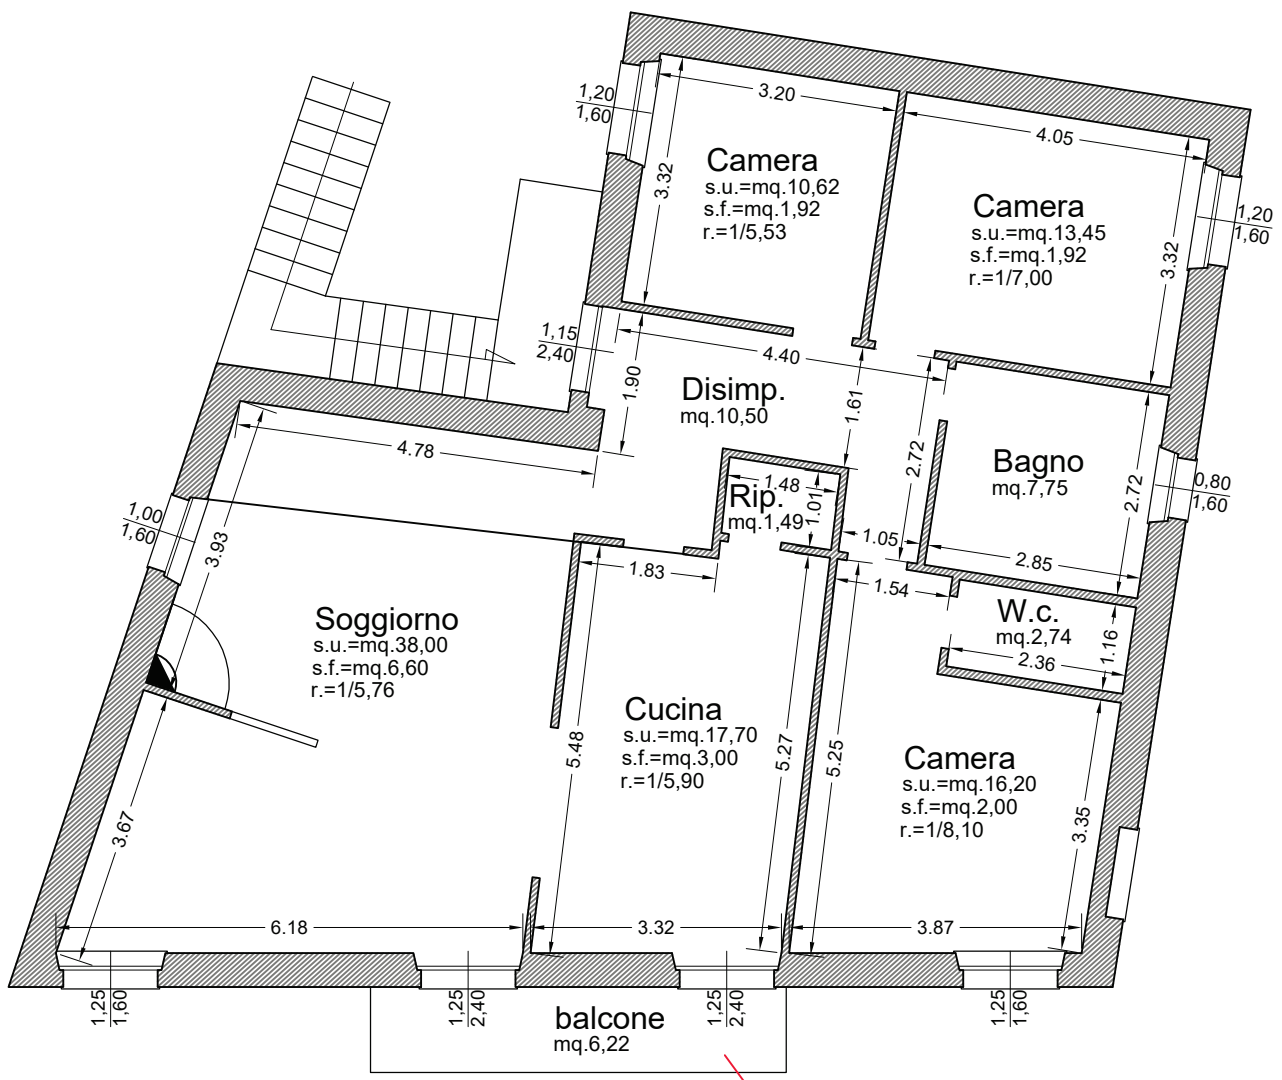 1,20
1,60
3.20
3.32
Camera
s.u.=mq.10,62
s.f.=mq.1,92
r.=1/5,53
4.05
Camera
s.u.=mq.13,45
s.f.=mq.1,92
r.=1/7,00
3.32
1,20
1,60
1,15
2,40
1.90
4.40
Disimp.
mq.10,50
1.61
2.72
4.78
Bagno
mq.7,75
2.72
2.85
0,80
1,60
1.48
Rip.
mq.1,49
1.01
1.05
1,00
1,60
3.93
1.83
1.54
Soggiorno
s.u.=mq.38,00
s.f.=mq.6,60
r.=1/5,76
W.c.
mq.2,74
2.36
1.16
Cucina
s.u.=mq.17,70
s.f.=mq.3,00
r.=1/5,90
5.48
5.27
5.25
Camera
s.u.=mq.16,20
s.f.=mq.2,00
r.=1/8,10
3.35
3.67
6.18
3.32
3.87
1,25
1,60
1,25
2,40
1,25
2,40
1,25
1,60
balcone
mq.6,22